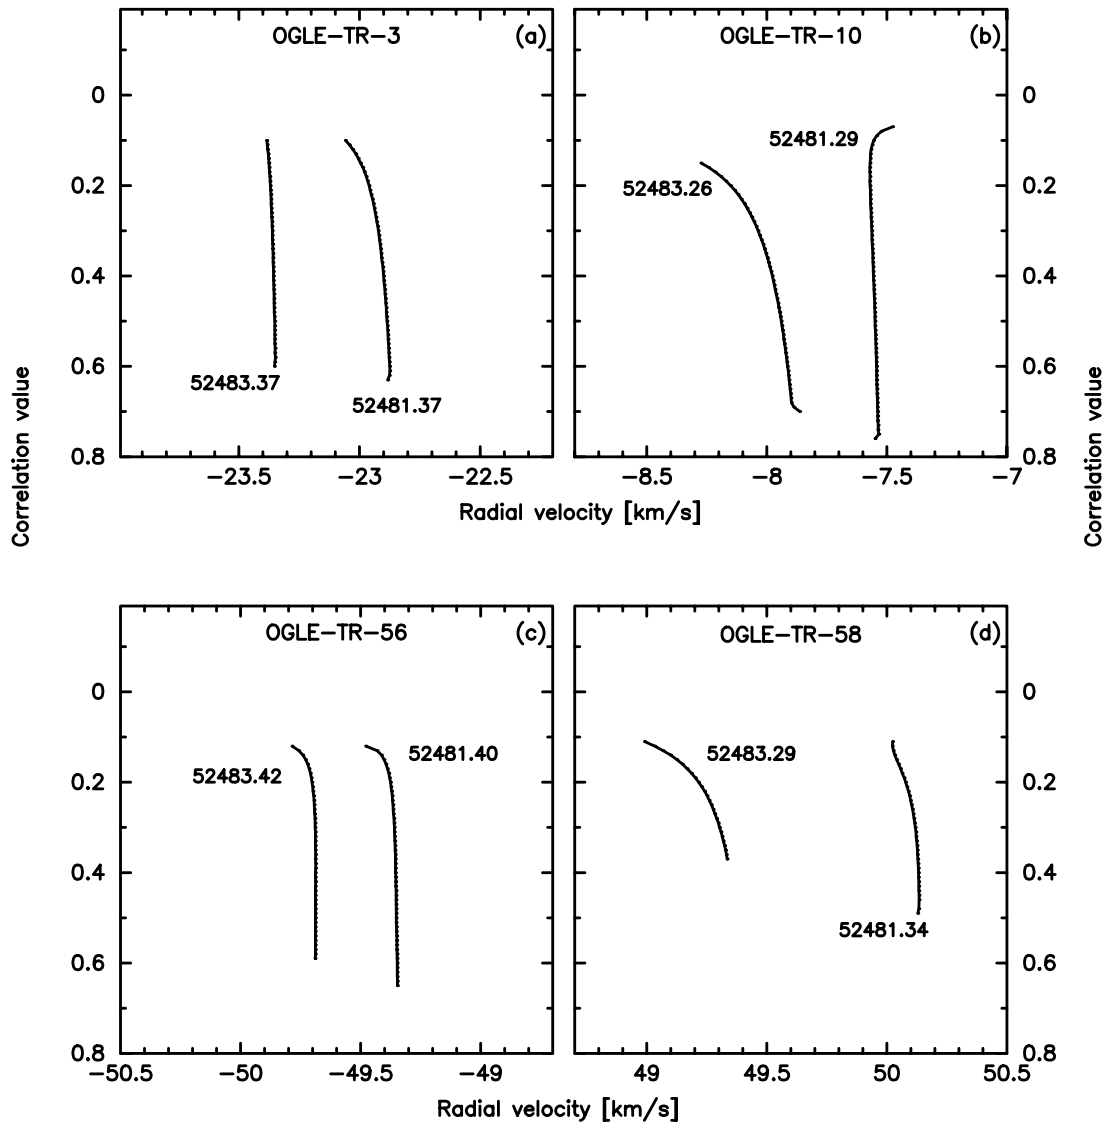 OGLE-TR-3 (a)
OGLE-TR-10 (b)
0
0
52481.29
52483.26
0.2
0.2
0.4
0.4
0.6
0.6
52483.37
52481.37
0.8
0.8
-23.5 -23 -22.5
-8.5 -8 -7.5 -7
Radial velocity [km/s]
Correlation value
Correlation value
OGLE-TR-56 (c)
OGLE-TR-58 (d)
0
0
52483.42
52481.40
52483.29
0.2
0.2
0.4
0.4
52481.34
0.6
0.6
0.8
0.8
-50.5 -50 -49.5 -49
49 49.5 50 50.5
Radial velocity [km/s]